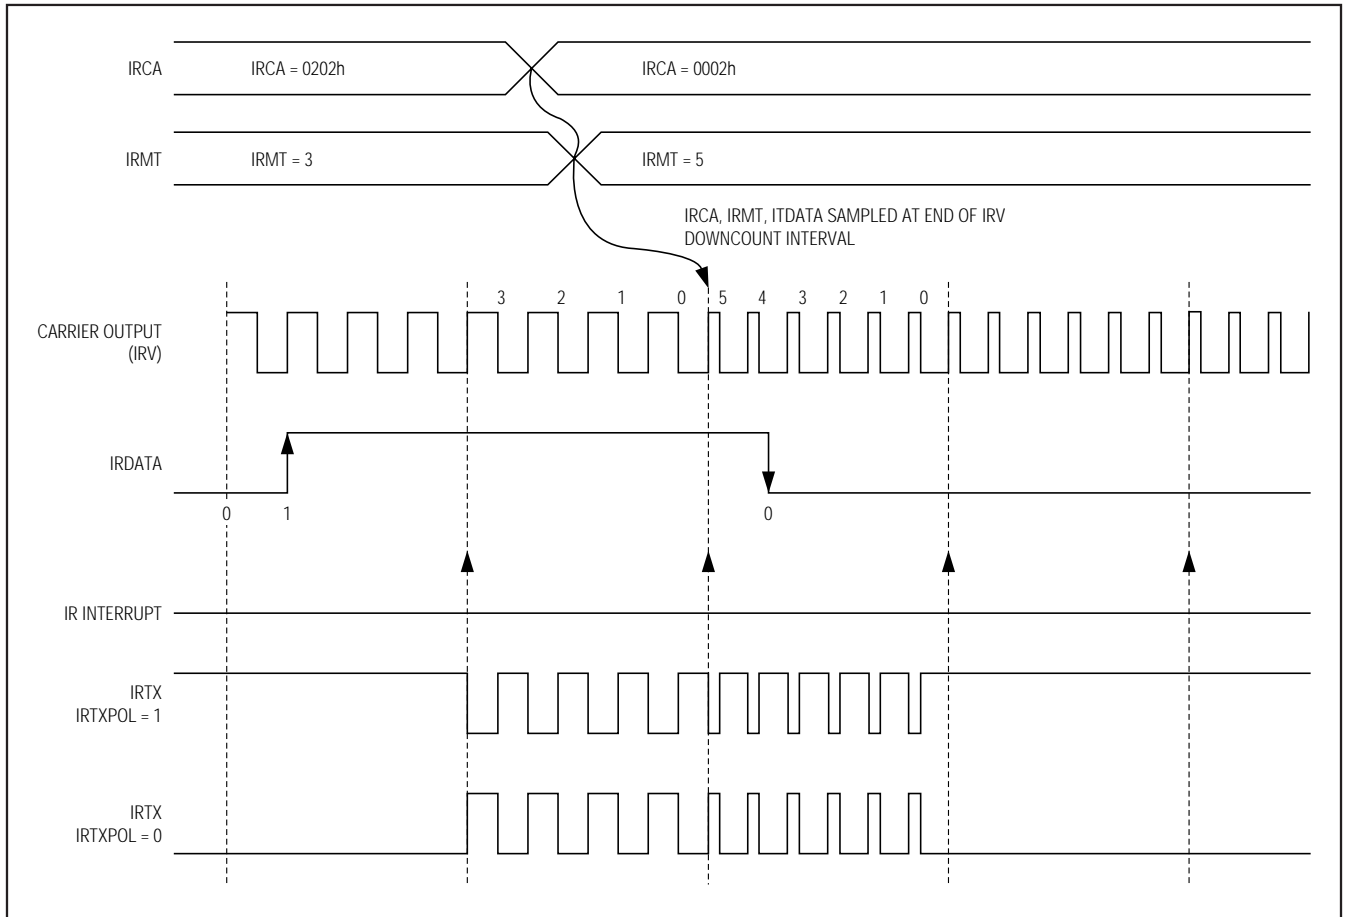 IRCA IRCA = 0202h IRCA = 0002h
IRMT IRMT = 3 IRMT = 5
IRCA, IRMT, ITDATA SAMPLED AT END OF IRV
DOWNCOUNT INTERVAL
3 2 1 0 5 4 3 2 1 0
CARRIER OUTPUT
(IRV)
IRDATA
0 1 0
IR INTERRUPT
IRTX
IRTXPOL = 1
IRTX
IRTXPOL = 0